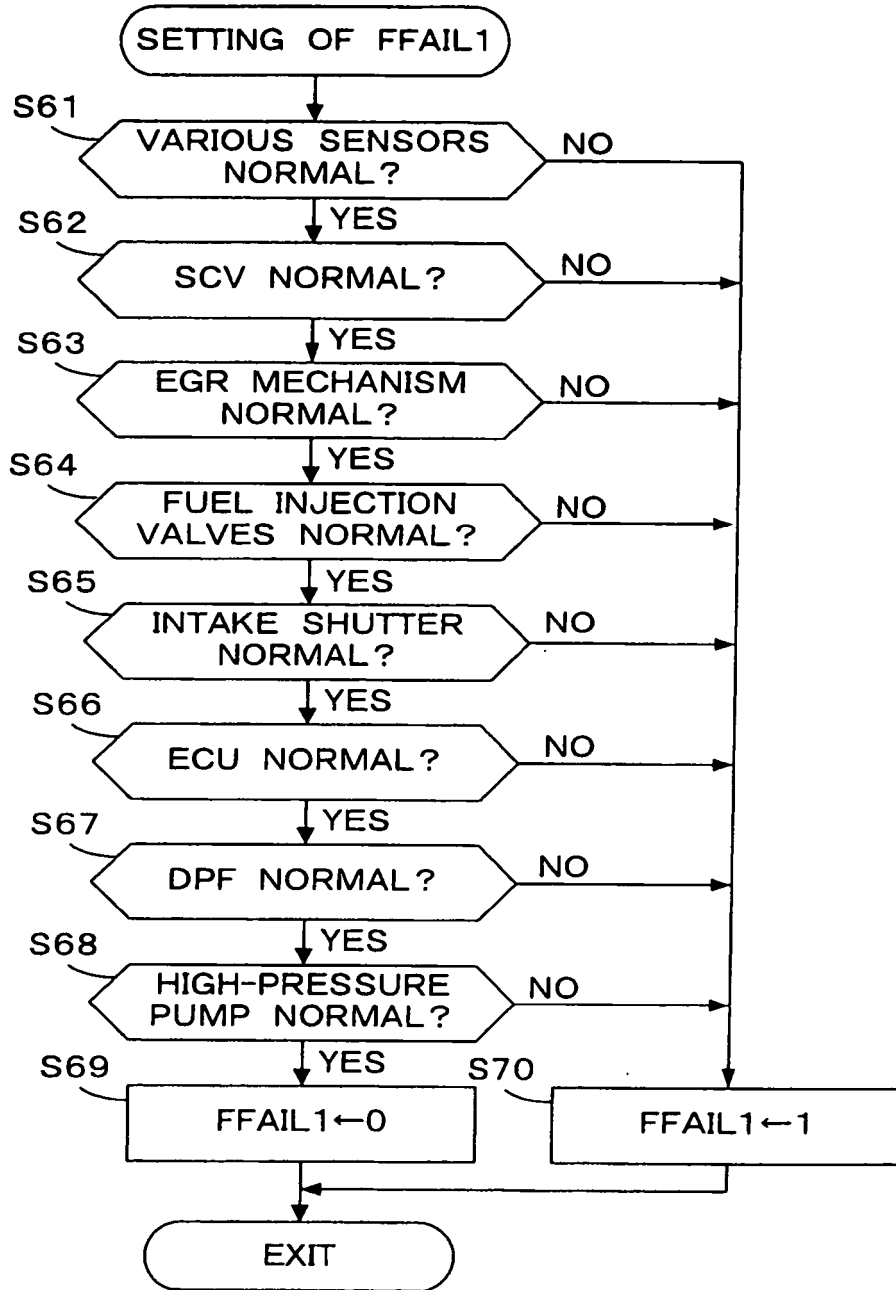 SETTING OF FFAIL1
S61
VARIOUS SENSORS
NORMAL?
NO
YES
S62
SCV NORMAL?
NO
YES
S63
EGR MECHANISM
NORMAL?
NO
YES
S64
FUEL INJECTION
VALVES NORMAL?
NO
YES
S65
INTAKE SHUTTER
NORMAL?
NO
YES
S66
ECU NORMAL?
NO
YES
S67
DPF NORMAL?
NO
YES
S68
HIGH-PRESSURE
PUMP NORMAL?
NO
YES
S69
FFAIL1←0
S70
FFAIL1←1
EXIT